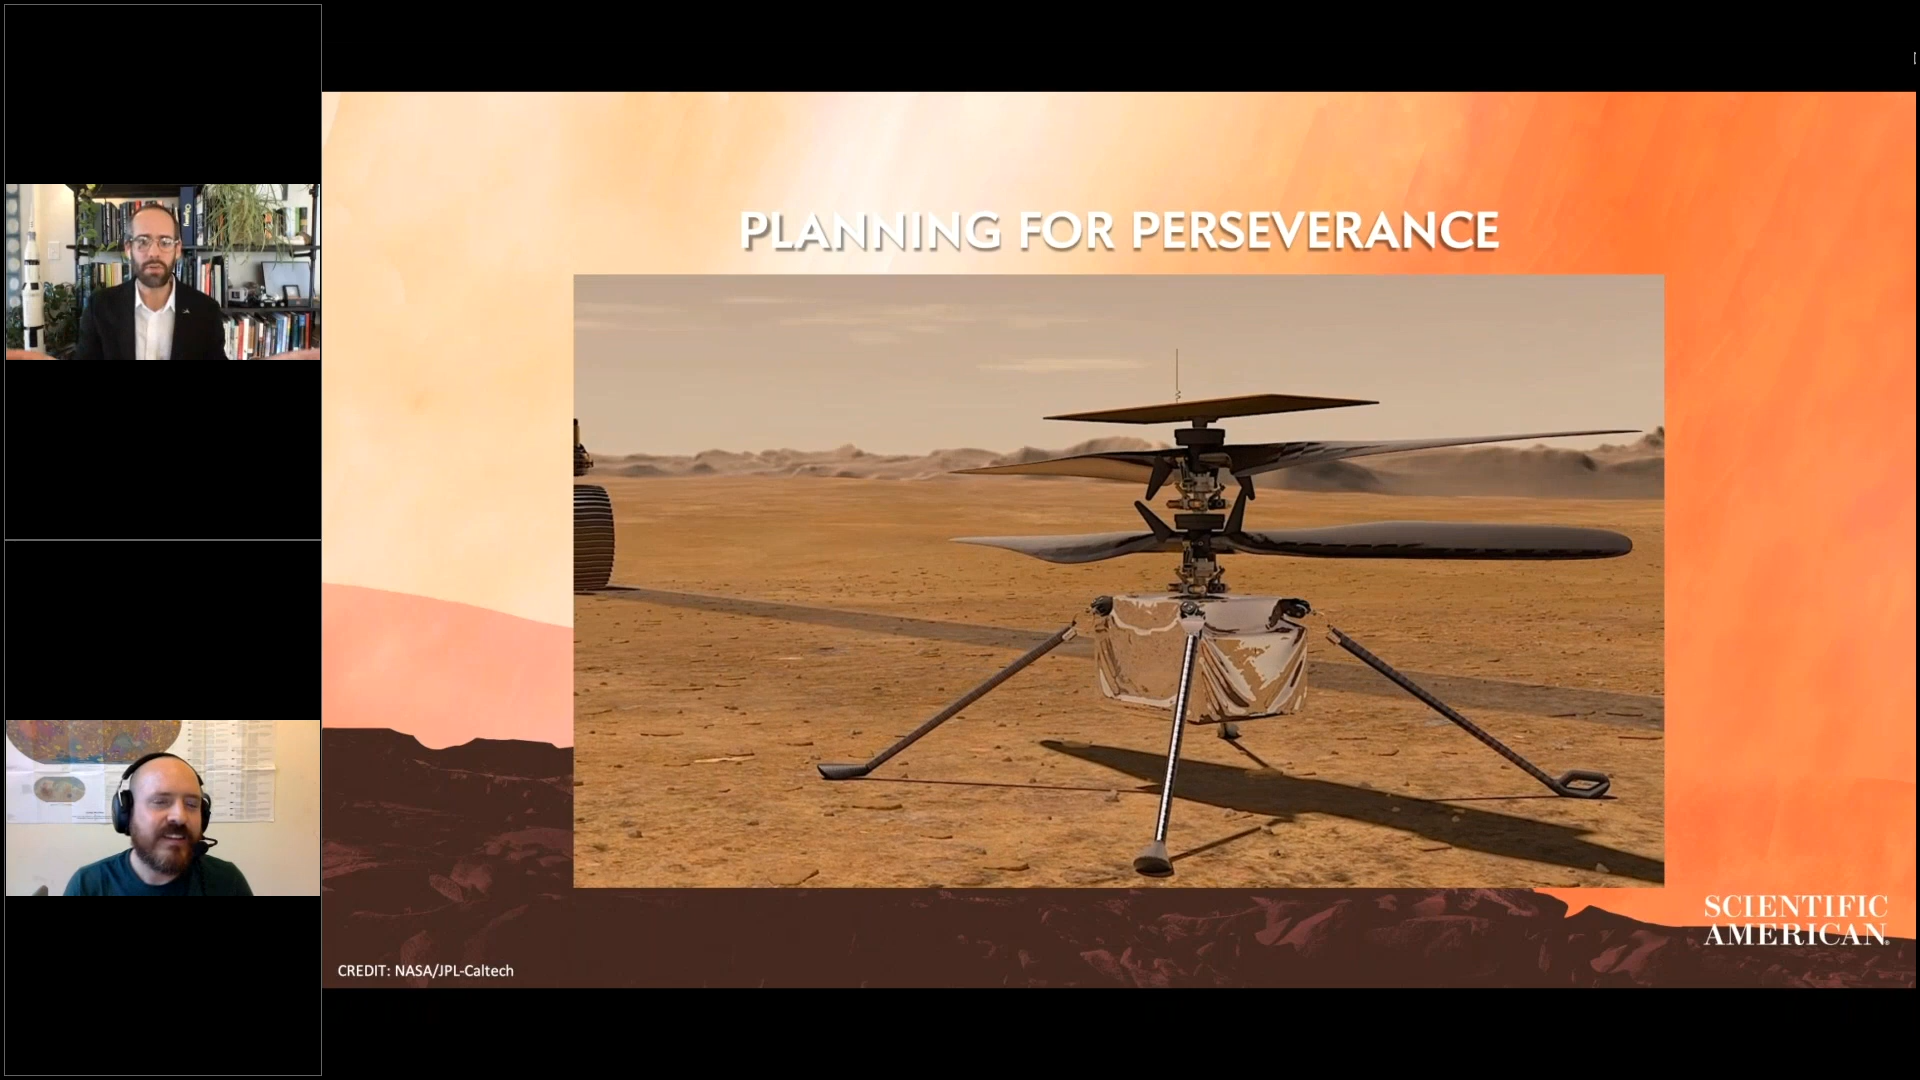 PLANNING FOR PERSEVERANCE
SCIENTIFIC
AMERICAN
CREDIT: NASA/JPL-Caltech